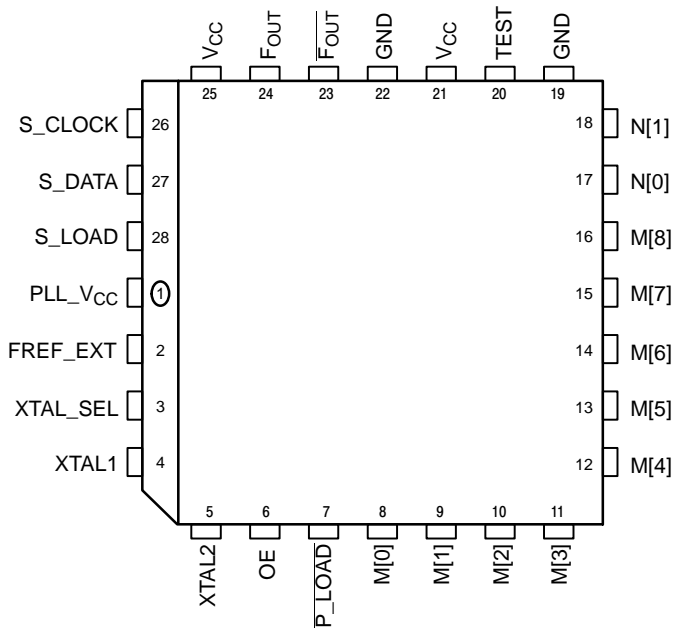 VCC
FOUT
FOUT
GND
VCC
TEST
GND
25
24
23
22
21
20
19
S_CLOCK 26
18 N[1]
S_DATA 27
17 N[0]
S_LOAD 28
16 M[8]
PLL_VCC 1
15 M[7]
FREF_EXT 2
14 M[6]
XTAL_SEL 3
13 M[5]
XTAL1 4
12 M[4]
5
6
7
8
9
10
11
XTAL2
OE
P_LOAD
M[0]
M[1]
M[2]
M[3]